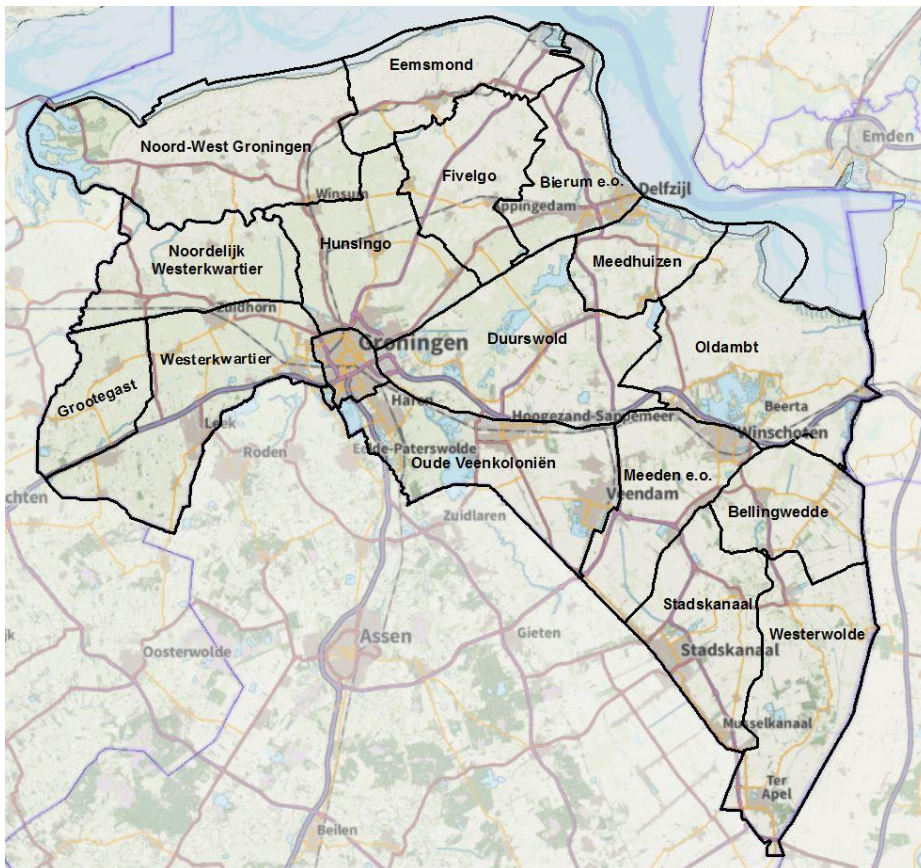 Eemsmond
Emden
Noord-West Groningen
Fivelgo
Bierum e.o.
Delfzijl
Winsum
Appingedam
Noordelijk
Westerkwartier
Hunsingo
Meedhuizen
Zuidhorn
Groningen
Duurswold
Oldambt
Westerkwartier
Grootegast
Haren
Hoogezand-Sappemeer
Beerta
Winschoten
Leek
Roden
Eelde-Paterswolde
Oude Veenkoloniën
Meeden e.o.
Veendam
chten
Zuidlaren
Bellingwedde
Stadskanaal
Westerwolde
Assen
Gieten
Oosterwolde
Stadskanaal
Musselkanaal
Ter
Apel
Beilen